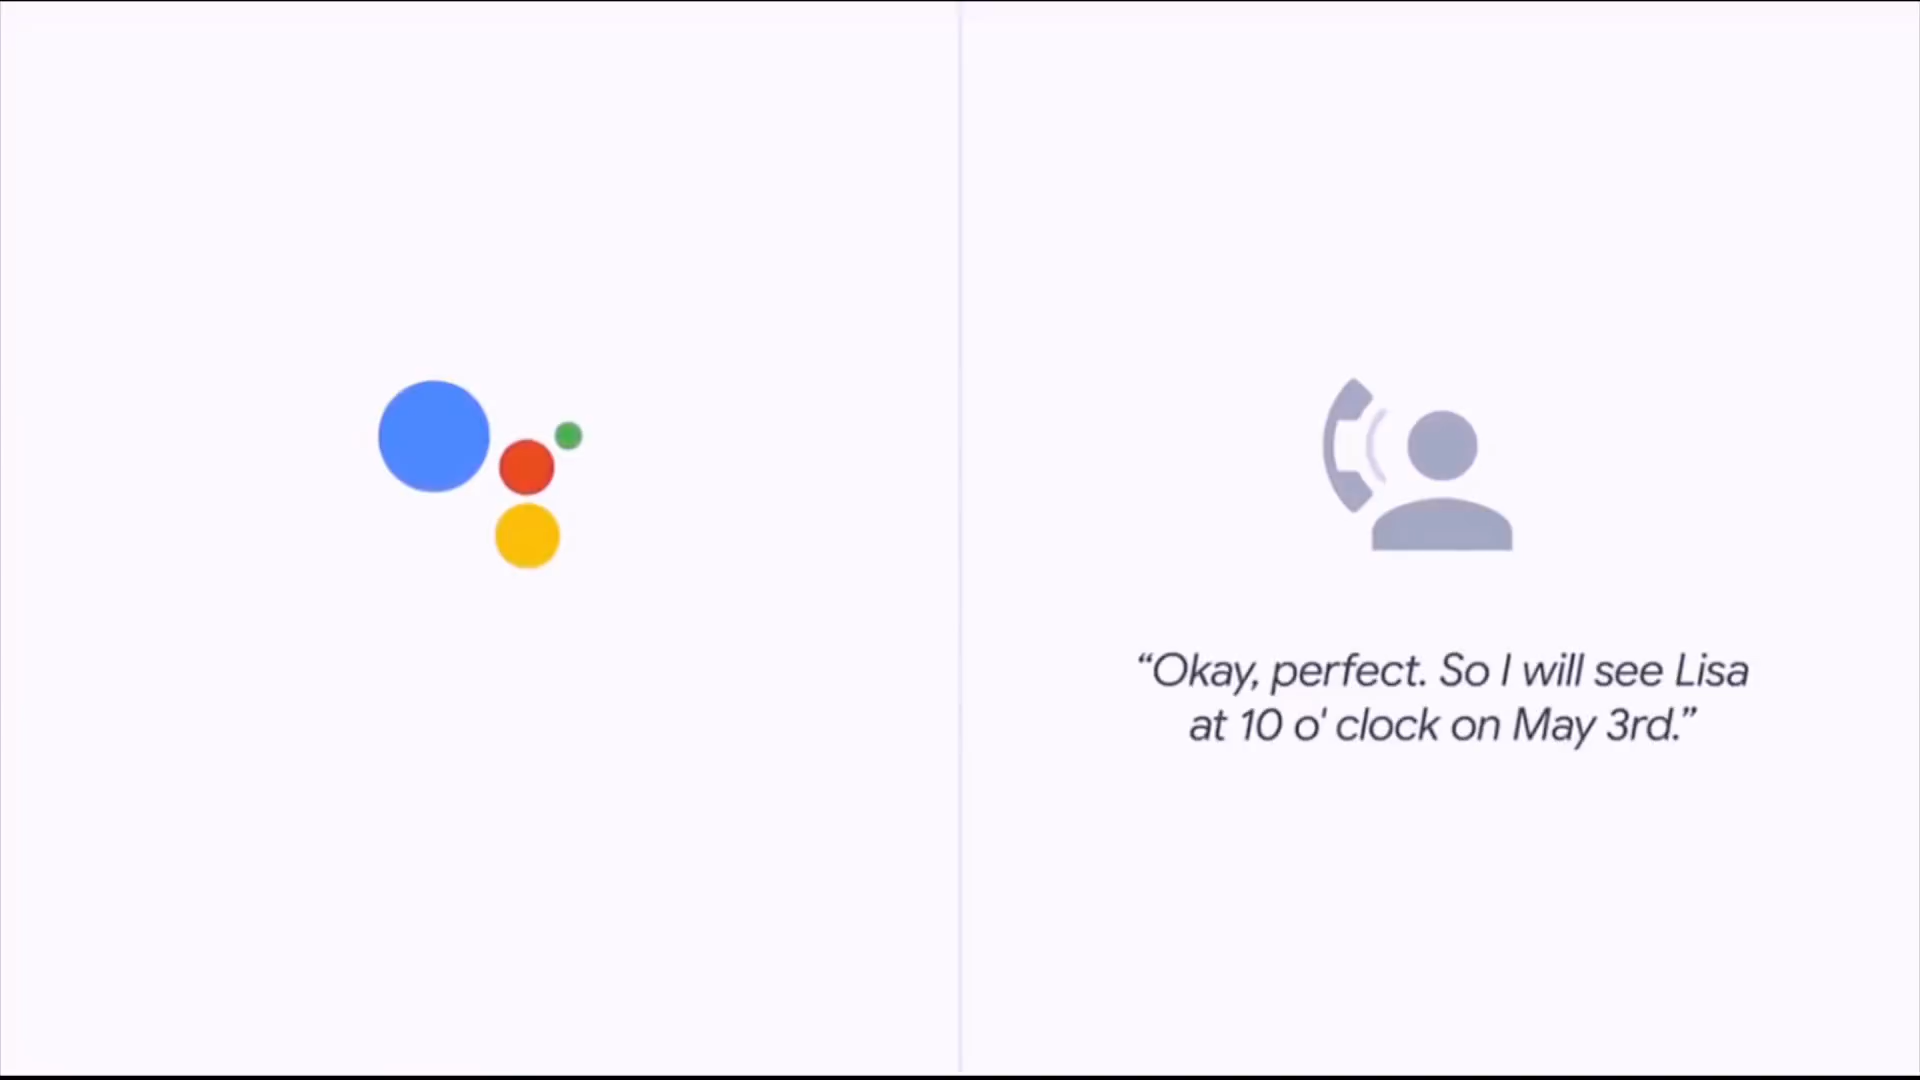 “Okay, perfect. So I will see Lisa
at 10 o' clock on May 3rd.”